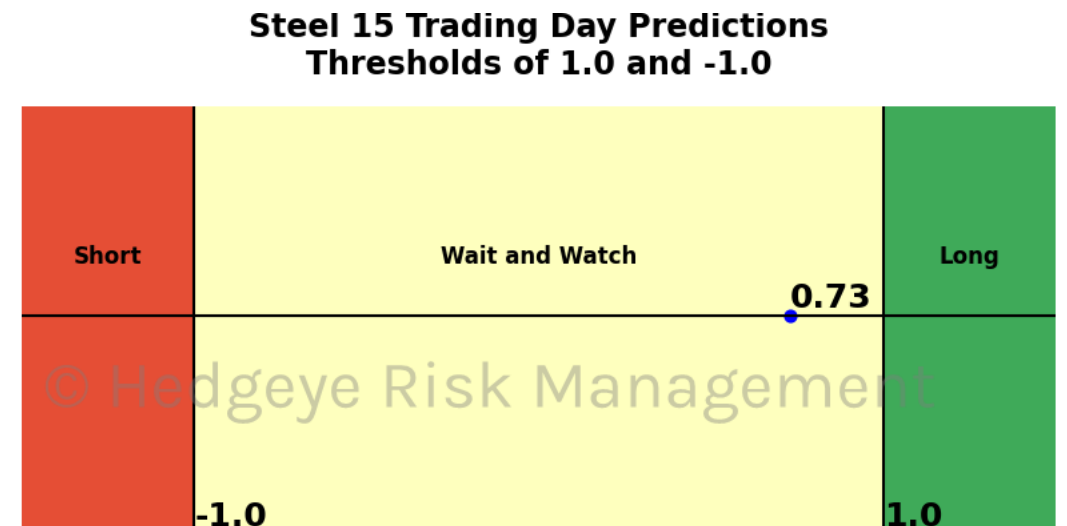 Steel 15 Trading Day Predictions
Thresholds of 1.0 and -1.0
Short
Wait and Watch
Long
0.73
© Hedgeye Risk Management
-1.0
1.0